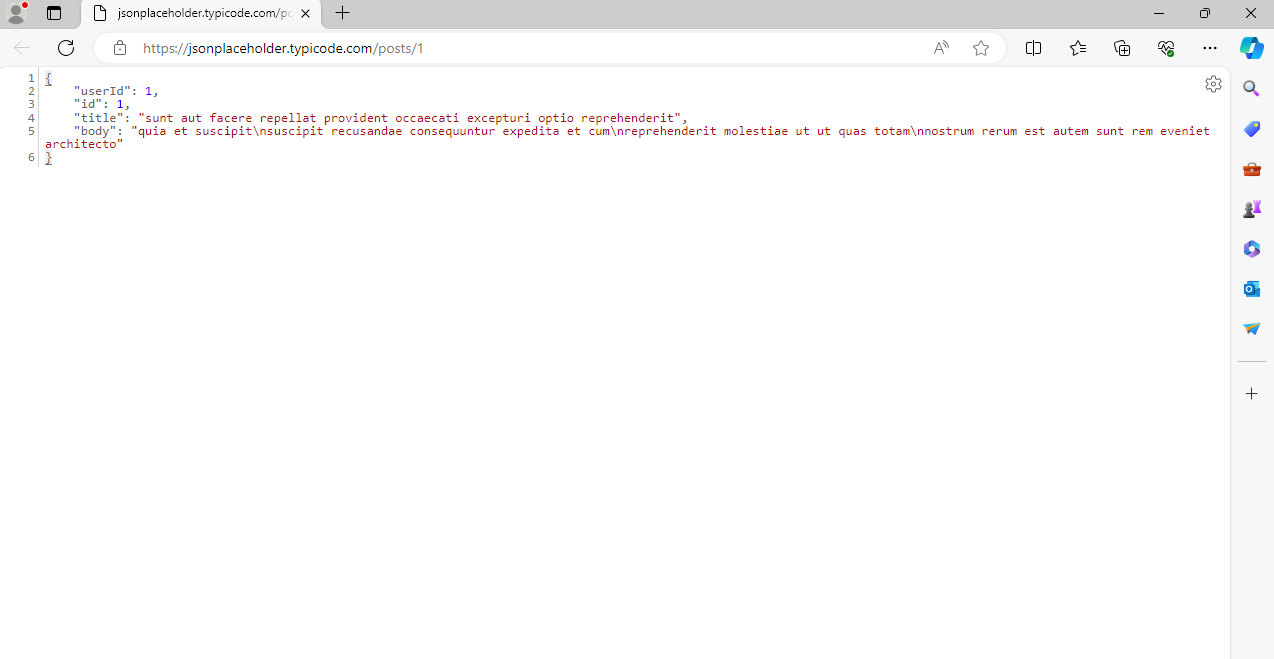 jsonplaceholder.typicode.com/po
https://jsonplaceholder.typicode.com/posts/1
1 {
2 "userId": 1,
3 "id": 1,
4 "title": "sunt aut facere repellat provident occaecati excepturi optio reprehenderit",
5 "body": "quia et suscipit\nsuscipit recusandae consequuntur expedita et cum\nreprehenderit molestiae ut ut quas totam\nnostrum rerum est autem sunt rem eveniet
architecto"
6 }